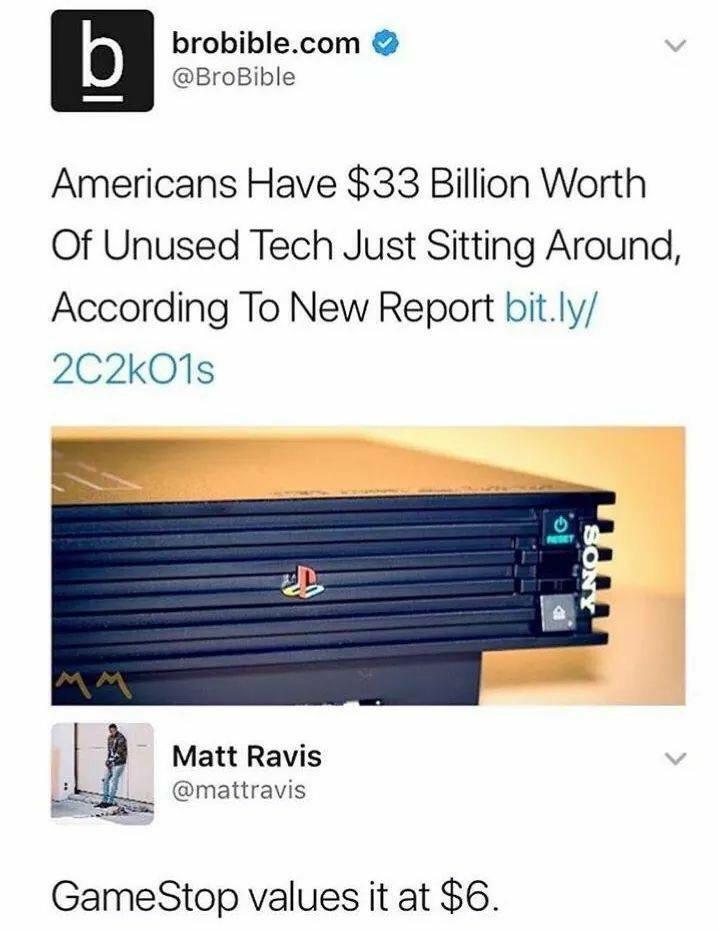 b
brobible.com
@BroBible
Americans Have $33 Billion Worth
Of Unused Tech Just Sitting Around,
According To New Report bit.ly/
2C2kO1s
RESET
SONY
MM
Matt Ravis
@mattravis
GameStop values it at $6.